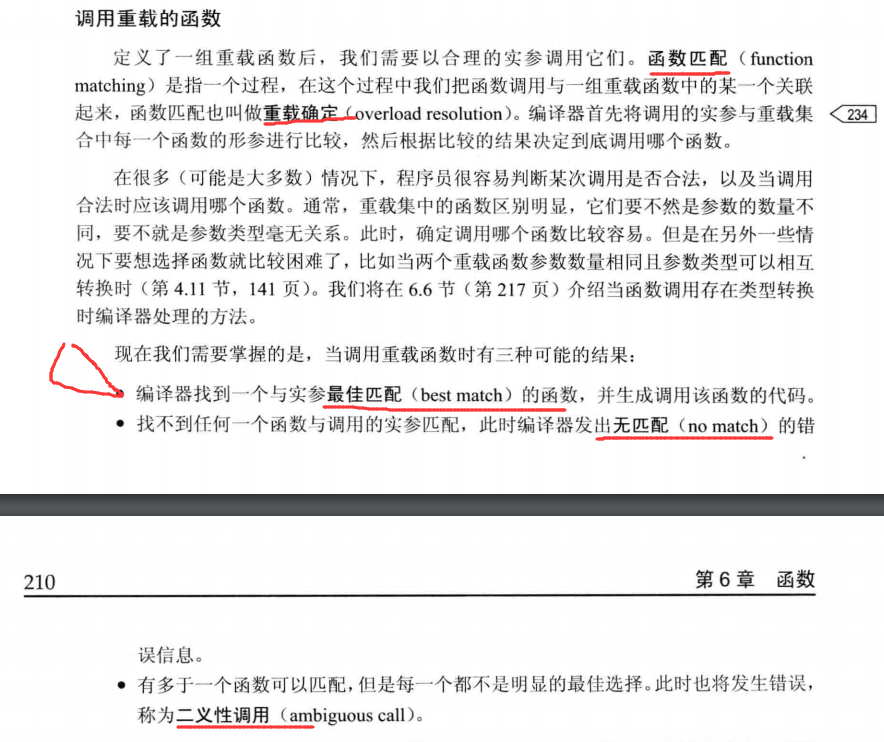 调用重载的函数
定义了一组重载函数后，我们需要以合理的实参调用它们。函数匹配（function
matching）是指一个过程，在这个过程中我们把函数调用与一组重载函数中的某一个关联
起来，函数匹配也叫做重载确定（overload resolution）。编译器首先将调用的实参与重载集
234
合中每一个函数的形参进行比较，然后根据比较的结果决定到底调用哪个函数。
在很多（可能是大多数）情况下，程序员很容易判断某次调用是否合法，以及当调用
合法时应该调用哪个函数。通常，重载集中的函数区别明显，它们要不然是参数的数量不
同，要不就是参数类型毫无关系。此时，确定调用哪个函数比较容易。但是在另外一些情
况下要想选择函数就比较困难了，比如当两个重载函数参数数量相同且参数类型可以相互
转换时（第 4.11 节，141 页）。我们将在 6.6 节（第 217 页）介绍当函数调用存在类型转换
时编译器处理的方法。
现在我们需要掌握的是，当调用重载函数时有三种可能的结果：
• 编译器找到一个与实参最佳匹配（best match）的函数，并生成调用该函数的代码。
• 找不到任何一个函数与调用的实参匹配，此时编译器发出无匹配（no match）的错
210 第 6 章 函数
误信息。
• 有多于一个函数可以匹配，但是每一个都不是明显的最佳选择。此时也将发生错误，
称为二义性调用（ambiguous call）。